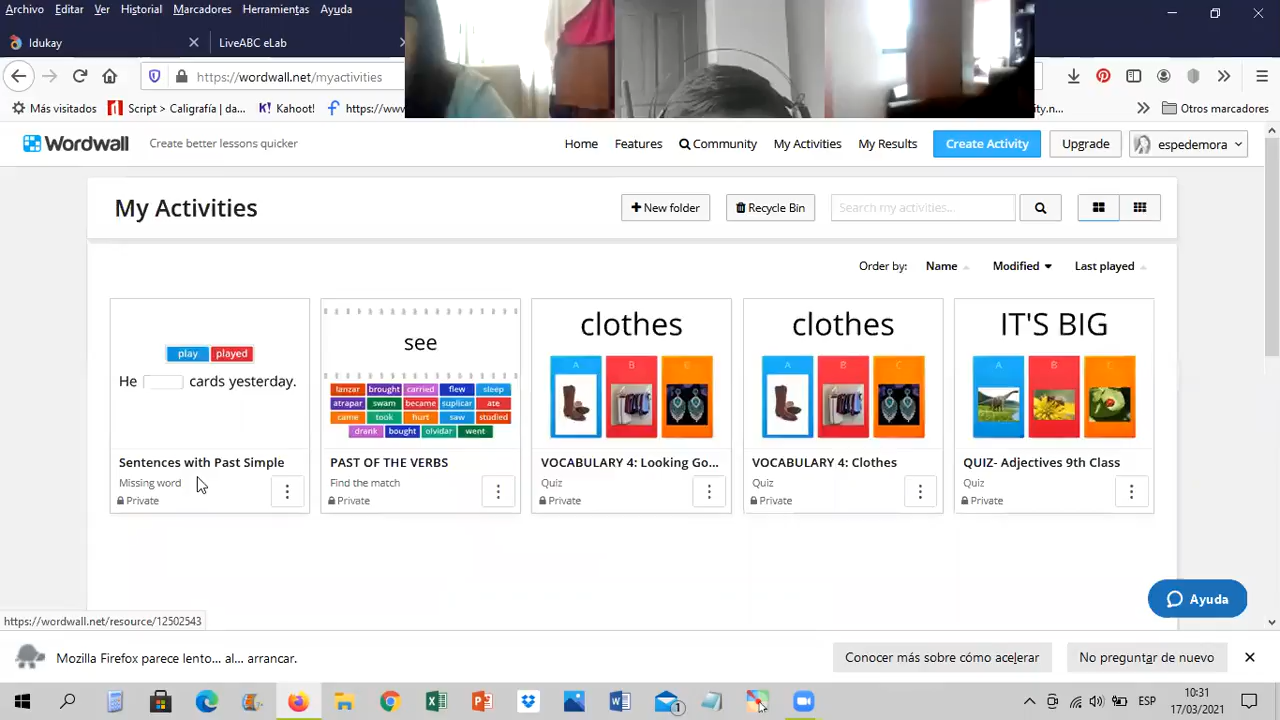 Archivo Editar Ver Historial Marcadores Herramientas Ayuda
Idukay
LiveABC eLab
https://wordwall.net/myactivities
Más visitados
Script > Caligrafía | da...
Kahoot!
https://www
Otros marcadores
Wordwall
Create better lessons quicker
Home
Features
Community
My Activities
My Results
Create Activity
Upgrade
espedemora
My Activities
New folder
Recycle Bin
Search my activities...
Order by: Name Modified Last played
play played
He cards yesterday.
Sentences with Past Simple
Missing word
Private
see
lanzar brought carried flew sleep
atrapar swam became suplicar ate
came took hurt saw studied
drank bought olvidar went
PAST OF THE VERBS
Find the match
Private
clothes
A B C
VOCABULARY 4: Looking Go...
Quiz
Private
clothes
A B C
VOCABULARY 4: Clothes
Quiz
Private
IT'S BIG
A B C
QUIZ- Adjectives 9th Class
Quiz
Private
Ayuda
https://wordwall.net/resource/12502543
Mozilla Firefox parece lento... al... arrancar.
Conocer más sobre cómo acelerar
No preguntar de nuevo
1
ESP
10:31
17/03/2021